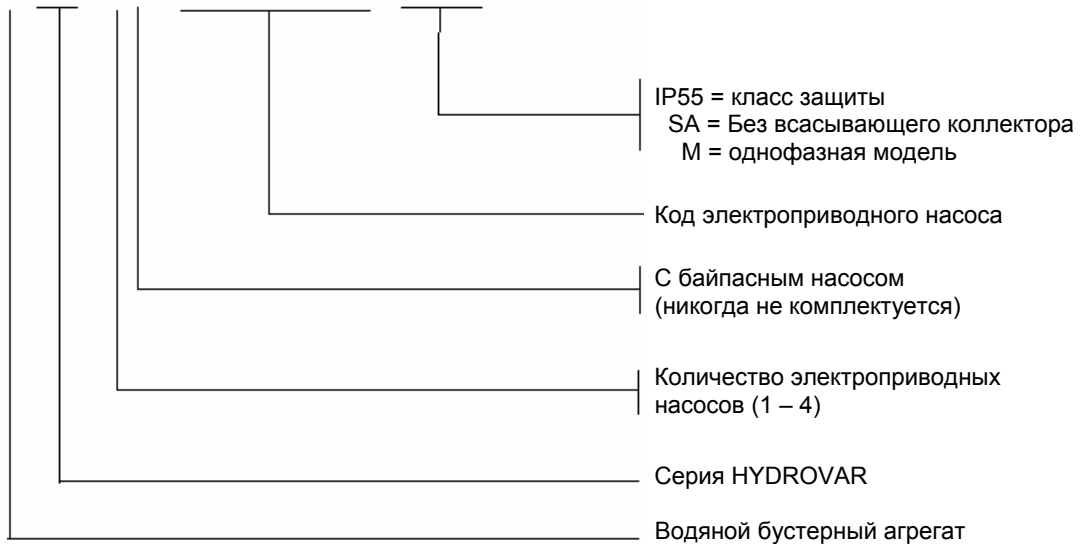 IP55 = класс защиты
SA = Без всасывающего коллектора
М = однофазная модель
Код электроприводного насоса
С байпасным насосом
(никогда не комплектуется)
Количество электроприводных
насосов (1 – 4)
Серия HYDROVAR
Водяной бустерный агрегат